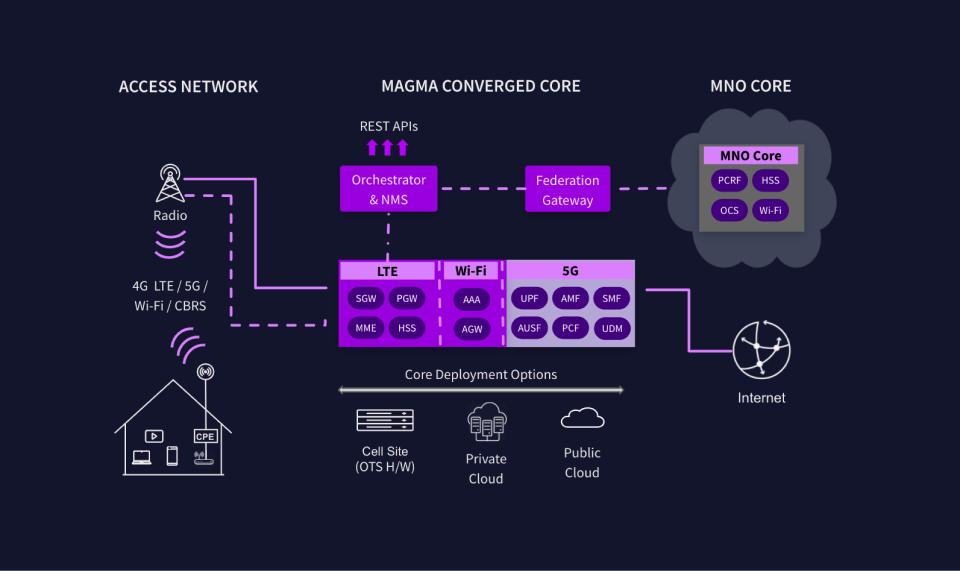 ACCESS NETWORK
MAGMA CONVERGED CORE
MNO CORE
REST APIs
Orchestrator
& NMS
Federation
Gateway
MNO Core
PCRF
HSS
OCS
Wi-Fi
Radio
4G LTE / 5G /
Wi-Fi / CBRS
LTE
Wi-Fi
5G
SGW
PGW
AAA
UPF
AMF
SMF
MME
HSS
AGW
AUSF
PCF
UDM
Internet
Core Deployment Options
Cell Site
(OTS H/W)
Private
Cloud
Public
Cloud
CPE